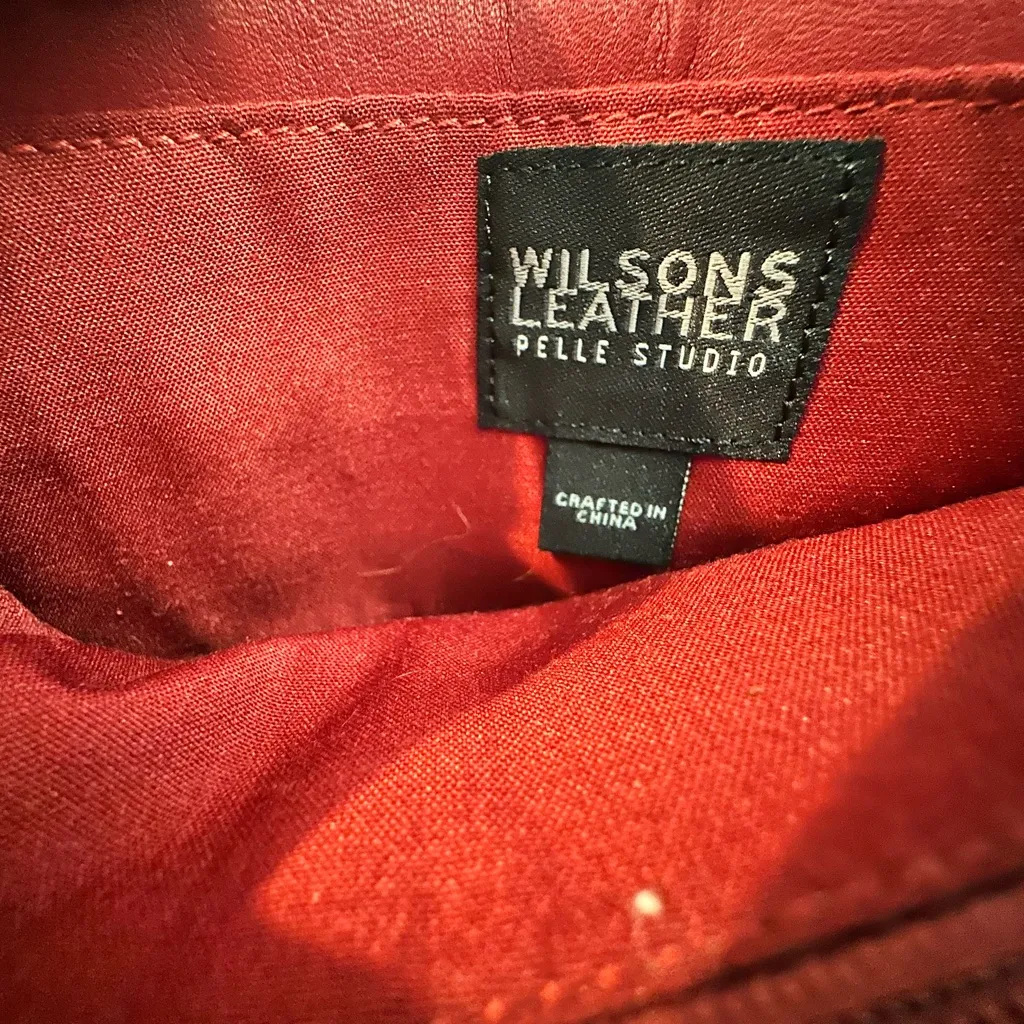 WILSONS
LEATHER
PELLE STUDIO
CRAFTED IN
CHINA